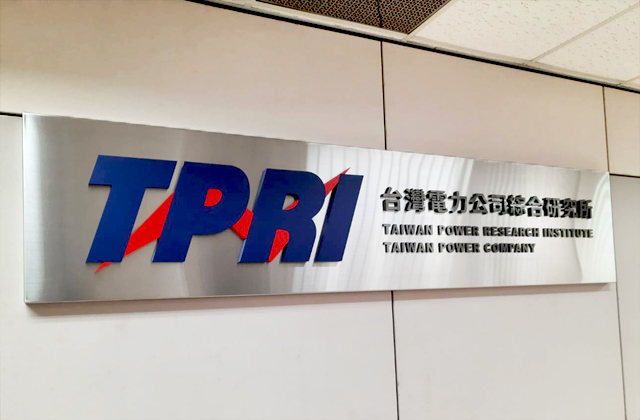 TPRI
台灣電力公司綜合研究所
TAIWAN POWER RESEARCH INSTITUTE
TAIWAN POWER COMPANY